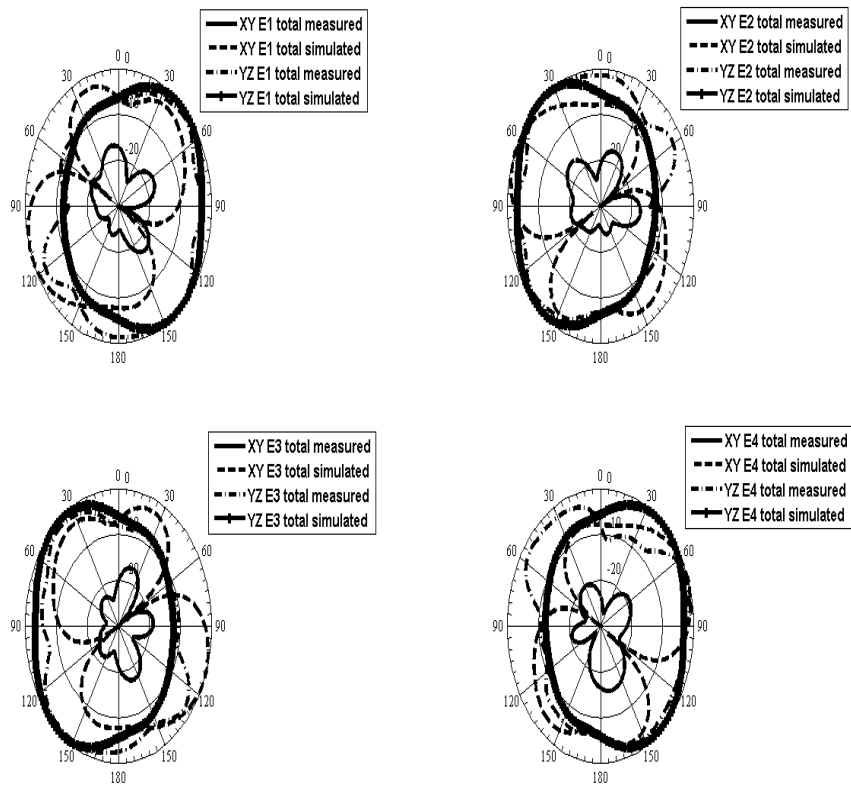 XY E1 total measured
XY E1 total simulated
YZ E1 total measured
YZ E1 total simulated
0 0
30 30
60 60
-20
90 90
120 120
150 150
180
XY E2 total measured
XY E2 total simulated
YZ E2 total measured
YZ E2 total simulated
0 0
30 30
60 60
90 90
120 120
150 150
180
XY E3 total measured
XY E3 total simulated
YZ E3 total measured
YZ E3 total simulated
0 0
30 30
60 60
-20
90 90
120 120
150 150
180
XY E4 total measured
XY E4 total simulated
YZ E4 total measured
YZ E4 total simulated
0 0
30 30
-10
60 60
-20
90 90
120 120
150 150
180